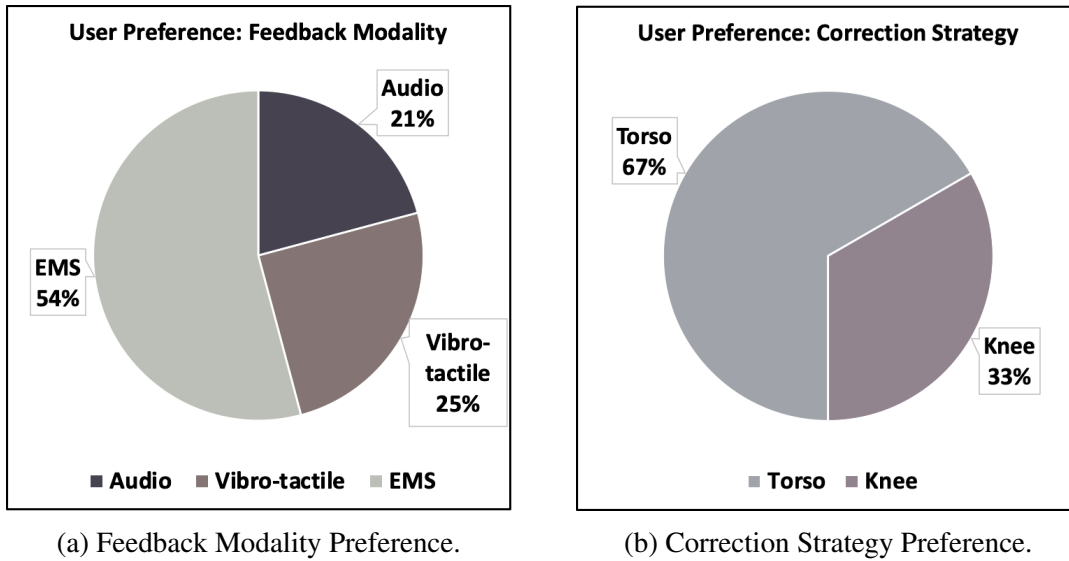 User Preference: Feedback Modality
Audio
21%
EMS
54%
Vibro-
tactile
25%
Audio Vibro-tactile EMS
(a) Feedback Modality Preference.
User Preference: Correction Strategy
Torso
67%
Knee
33%
Torso Knee
(b) Correction Strategy Preference.